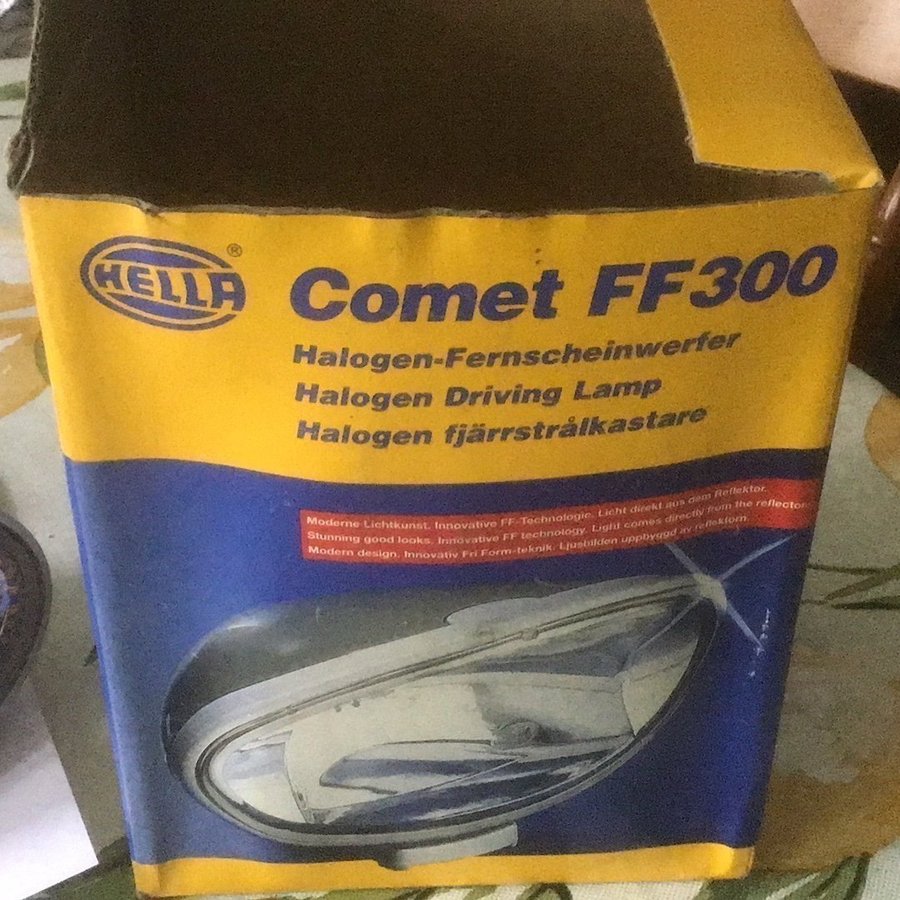 HELLA ®
Comet FF300
Halogen-Fernscheinwerfer
Halogen Driving Lamp
Halogen fjärrstrålkastare
Moderne Lichtkunst. Innovative FF-Technologie. Licht direkt aus dem Reflektor.
Stunning good looks. Innovative FF technology. Light comes directly from the reflector.
Modern design. Innovativ Fri Form-teknik. Ljusbilden uppbyggd av reflektorn.